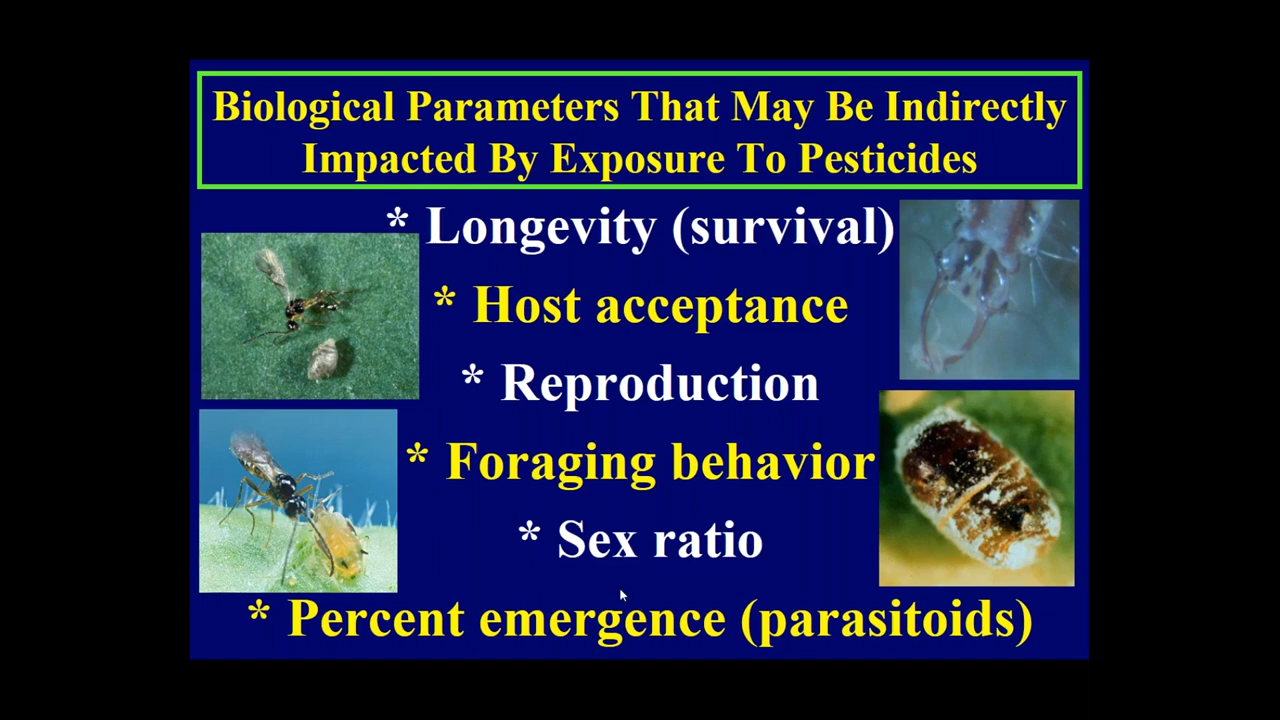 Biological Parameters That May Be Indirectly
Impacted By Exposure To Pesticides
* Longevity (survival)
* Host acceptance
* Reproduction
* Foraging behavior
* Sex ratio
* Percent emergence (parasitoids)